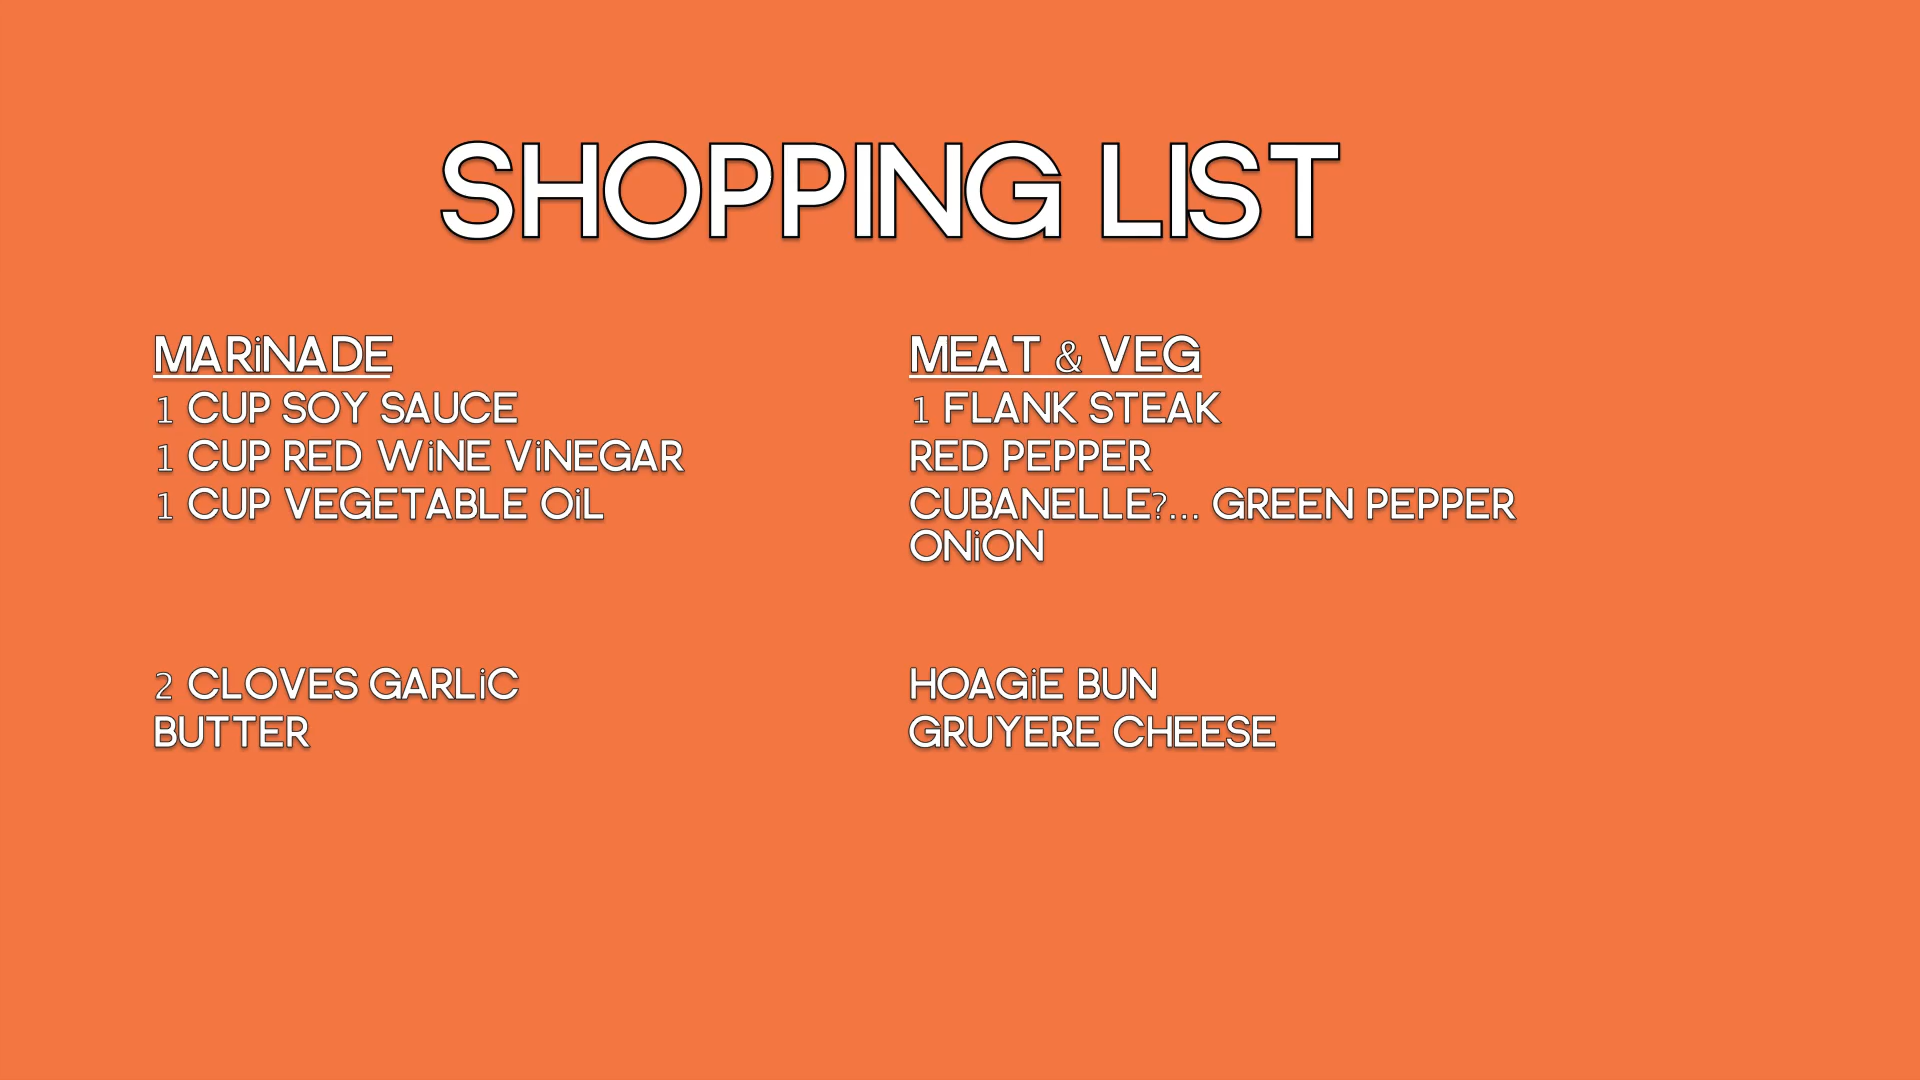 SHOPPING LIST
MARiNADE
1 CUP SOY SAUCE
1 CUP RED WiNE ViNEGAR
1 CUP VEGETABLE OiL
2 CLOVES GARLiC
BUTTER
MEAT & VEG
1 FLANK STEAK
RED PEPPER
CUBANELLE?... GREEN PEPPER
ONiON
HOAGiE BUN
GRUYERE CHEESE